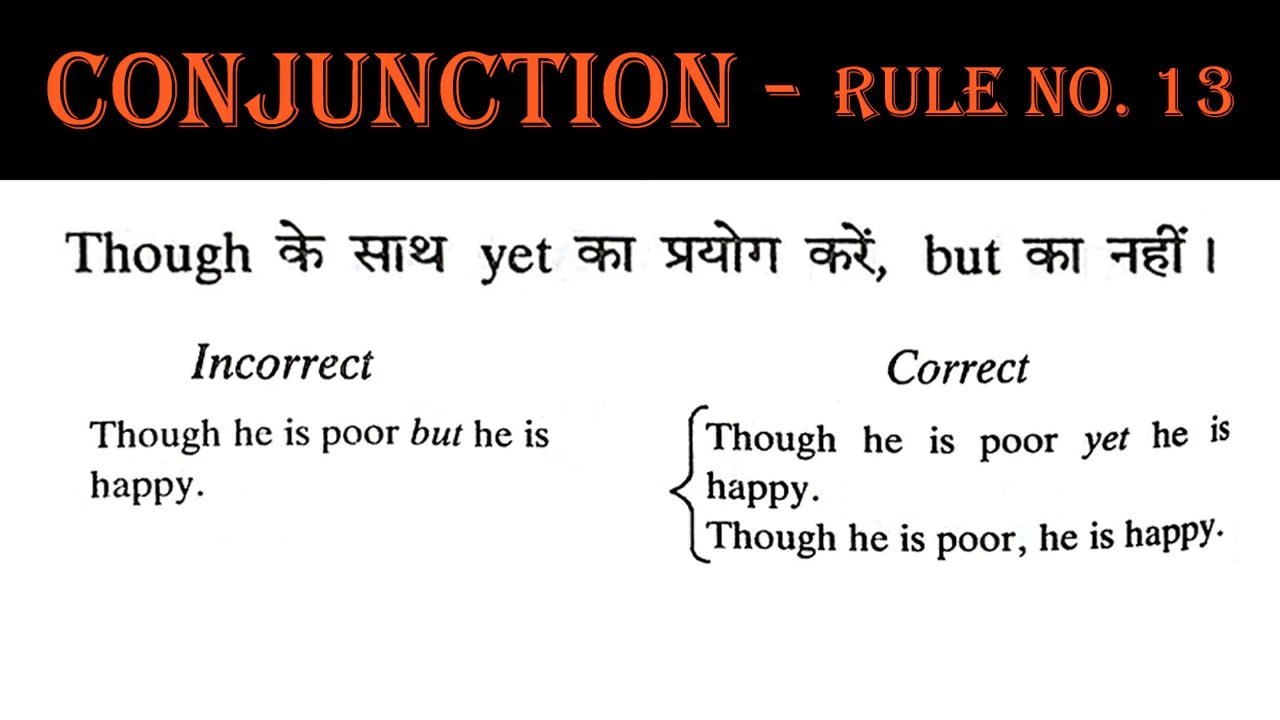 CONJUNCTION - RULE NO. 13
Though के साथ yet का प्रयोग करें, but का नहीं ।
Incorrect
Though he is poor but he is
happy.
Correct
Though he is poor yet he is
happy.
Though he is poor, he is happy.